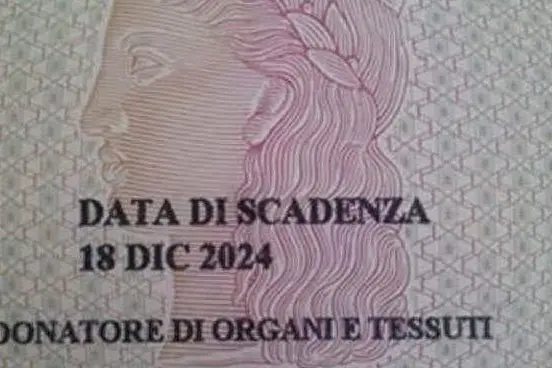 DATA DI SCADENZA
18 DIC 2024
DONATORE DI ORGANI E TESSUTI